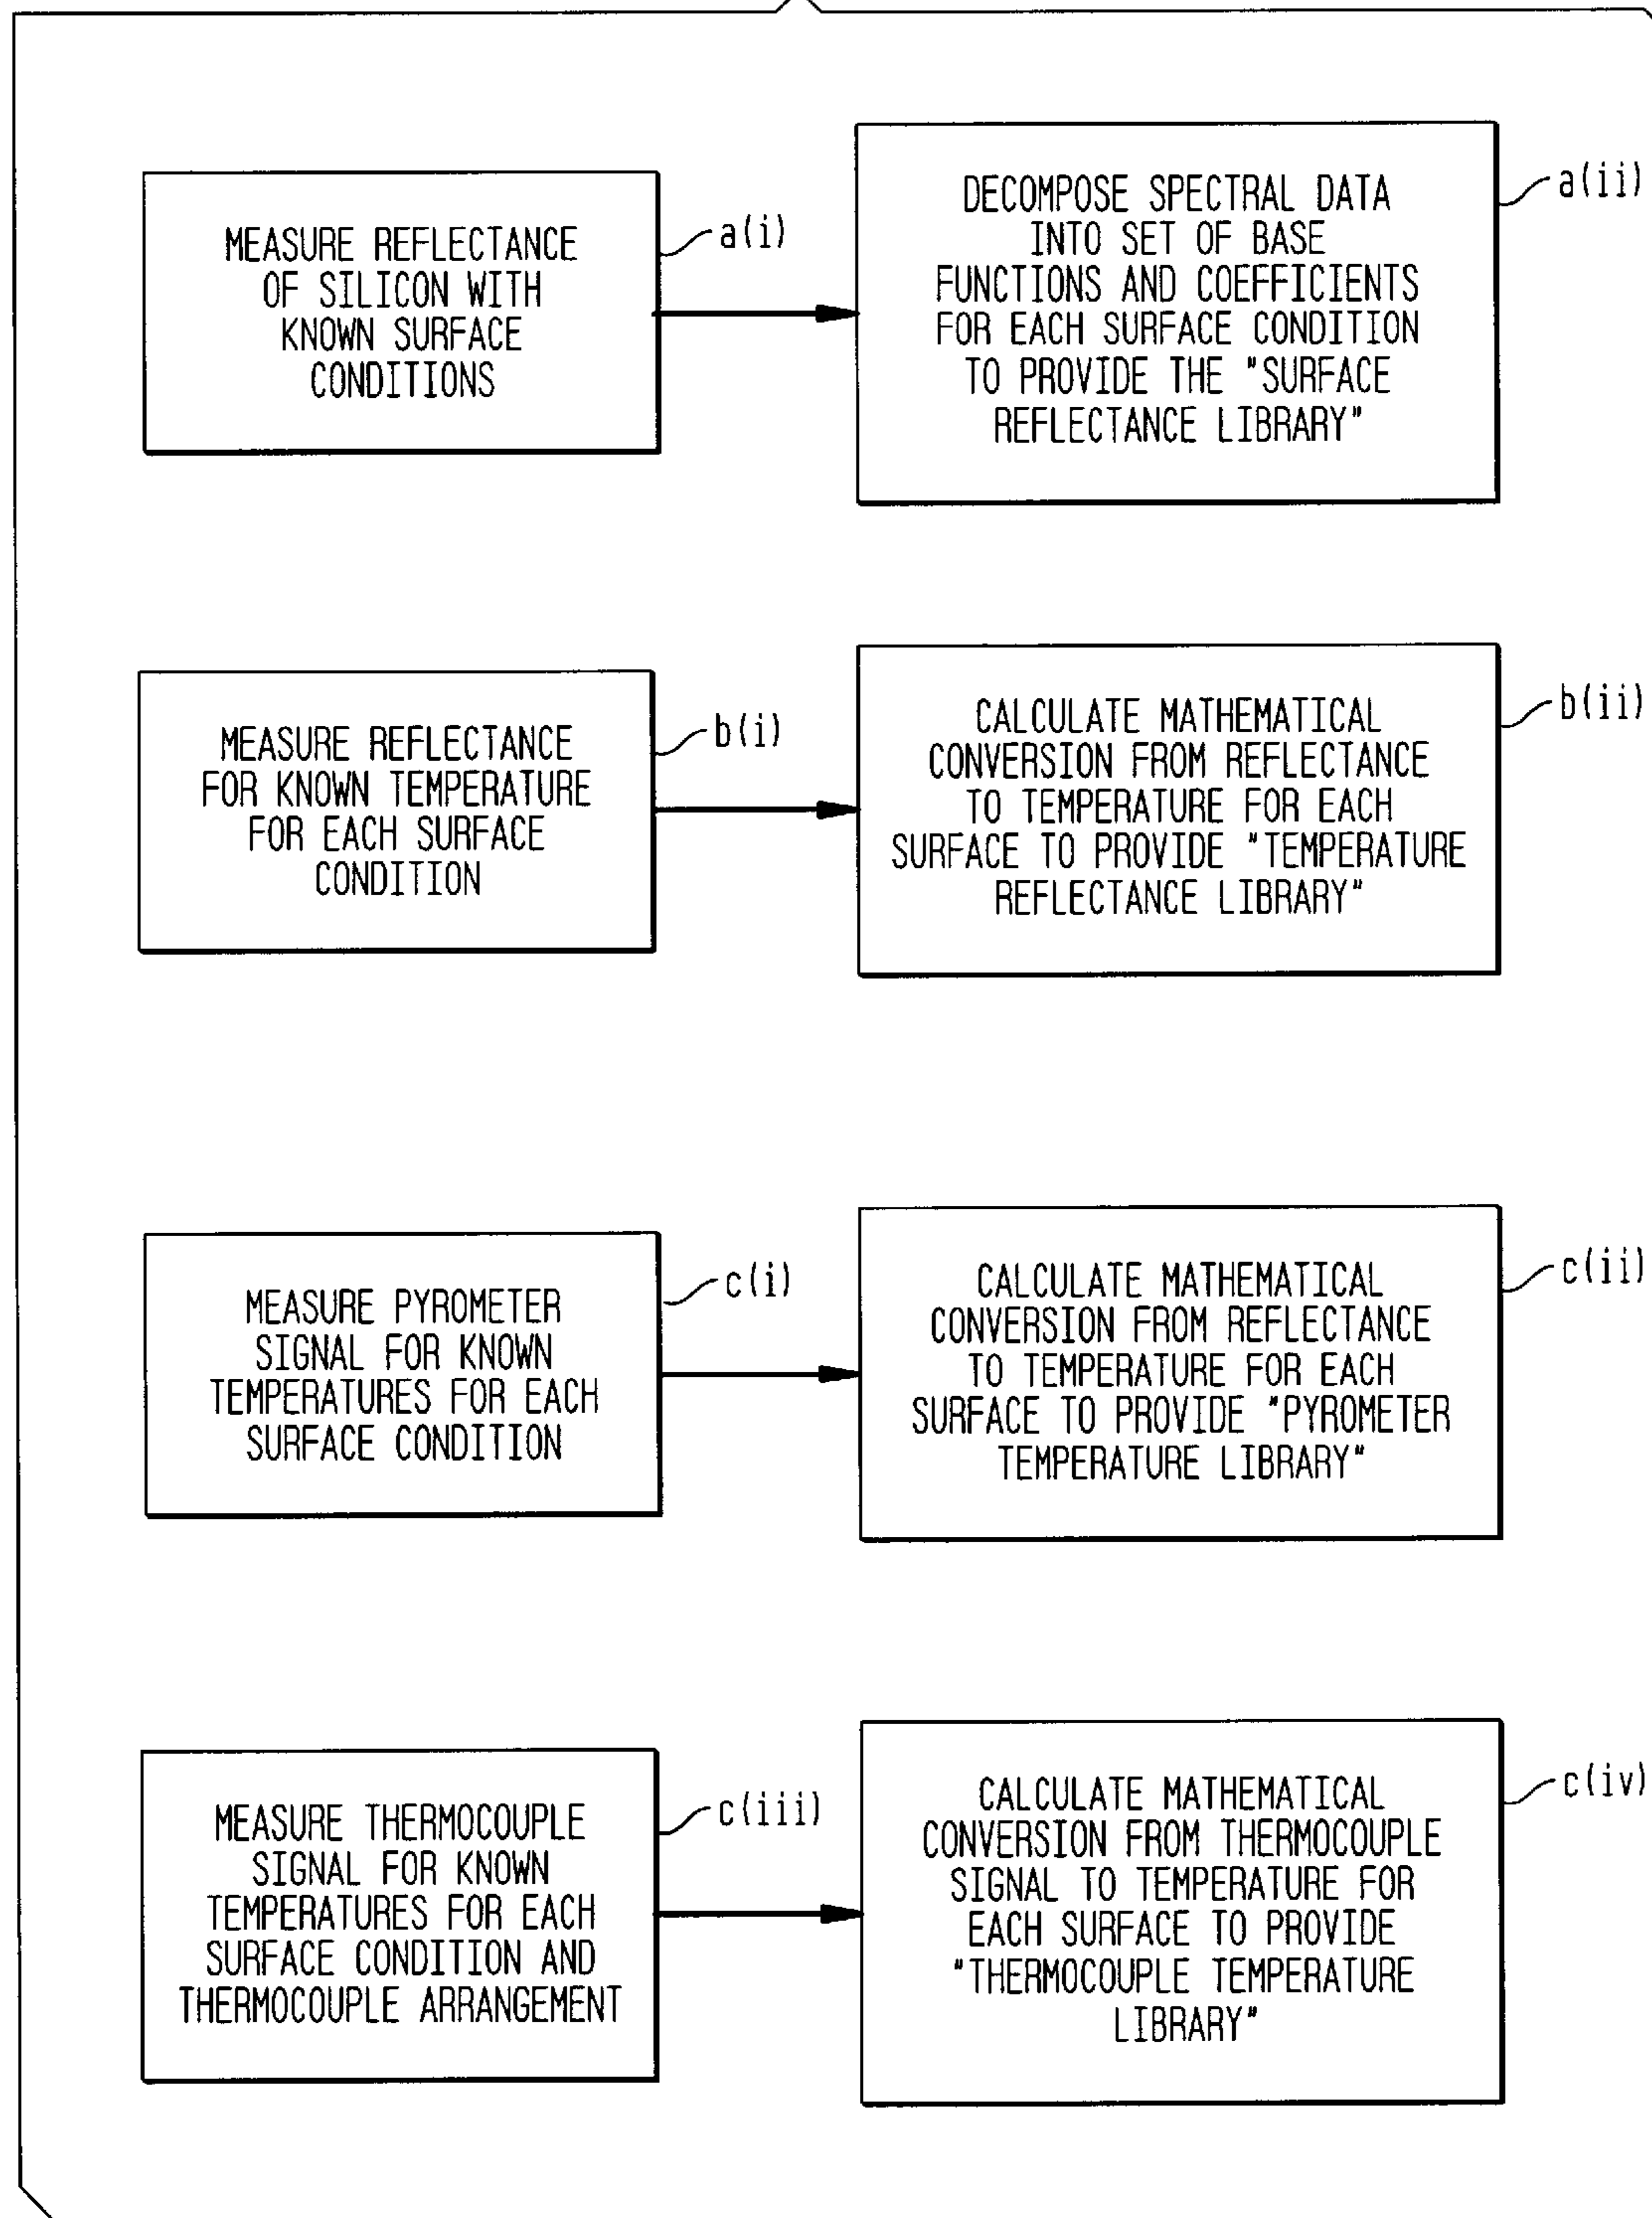 MEASURE REFLECTANCE
OF SILICON WITH
KNOWN SURFACE
CONDITIONS
a(i)
DECOMPOSE SPECTRAL DATA
INTO SET OF BASE
FUNCTIONS AND COEFFICIENTS
FOR EACH SURFACE CONDITION
TO PROVIDE THE "SURFACE
REFLECTANCE LIBRARY"
a(ii)
MEASURE REFLECTANCE
FOR KNOWN TEMPERATURE
FOR EACH SURFACE
CONDITION
b(i)
CALCULATE MATHEMATICAL
CONVERSION FROM REFLECTANCE
TO TEMPERATURE FOR EACH
SURFACE TO PROVIDE "TEMPERATURE
REFLECTANCE LIBRARY"
b(ii)
MEASURE PYROMETER
SIGNAL FOR KNOWN
TEMPERATURES FOR EACH
SURFACE CONDITION
c(i)
CALCULATE MATHEMATICAL
CONVERSION FROM REFLECTANCE
TO TEMPERATURE FOR EACH
SURFACE TO PROVIDE "PYROMETER
TEMPERATURE LIBRARY"
c(ii)
MEASURE THERMOCOUPLE
SIGNAL FOR KNOWN
TEMPERATURES FOR EACH
SURFACE CONDITION AND
THERMOCOUPLE ARRANGEMENT
c(iii)
CALCULATE MATHEMATICAL
CONVERSION FROM THERMOCOUPLE
SIGNAL TO TEMPERATURE FOR
EACH SURFACE TO PROVIDE
"THERMOCOUPLE TEMPERATURE
LIBRARY"
c(iv)